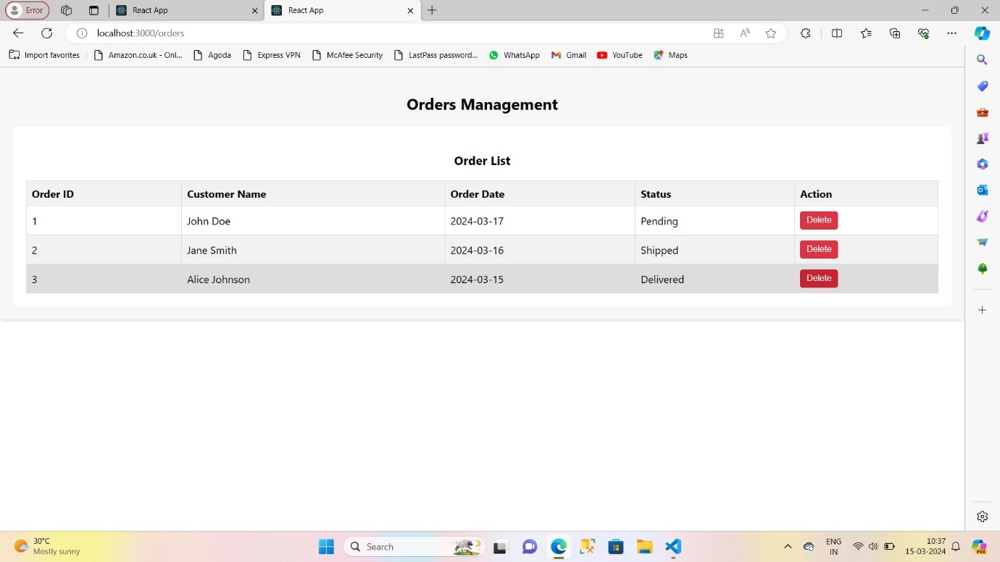 Error
React App
React App
localhost:3000/orders
Import favorites
Amazon.co.uk - Onl...
Agoda
Express VPN
McAfee Security
LastPass password...
WhatsApp
Gmail
YouTube
Maps
Orders Management
Order List
Order ID Customer Name Order Date Status Action
1 John Doe 2024-03-17 Pending Delete
2 Jane Smith 2024-03-16 Shipped Delete
3 Alice Johnson 2024-03-15 Delivered Delete
30°C
Mostly sunny
Search
ENG
IN
10:37
15-03-2024
PRE